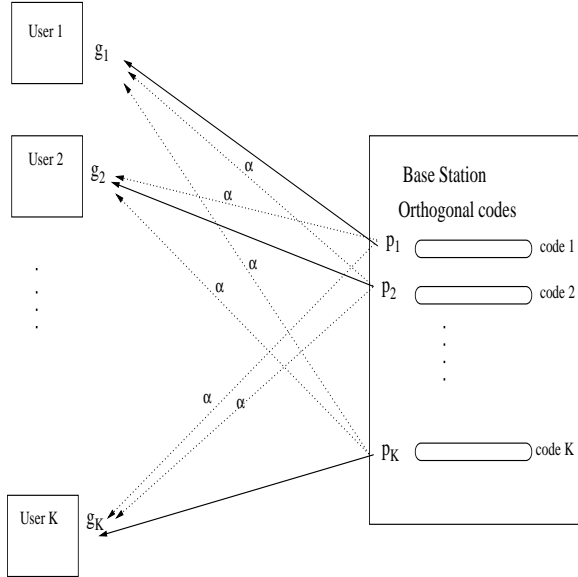 User 1
g1
User 2
g2
α
α
α
α
α
α
User K
gK
Base Station
Orthogonal codes
p1
code 1
p2
code 2
pK
code K